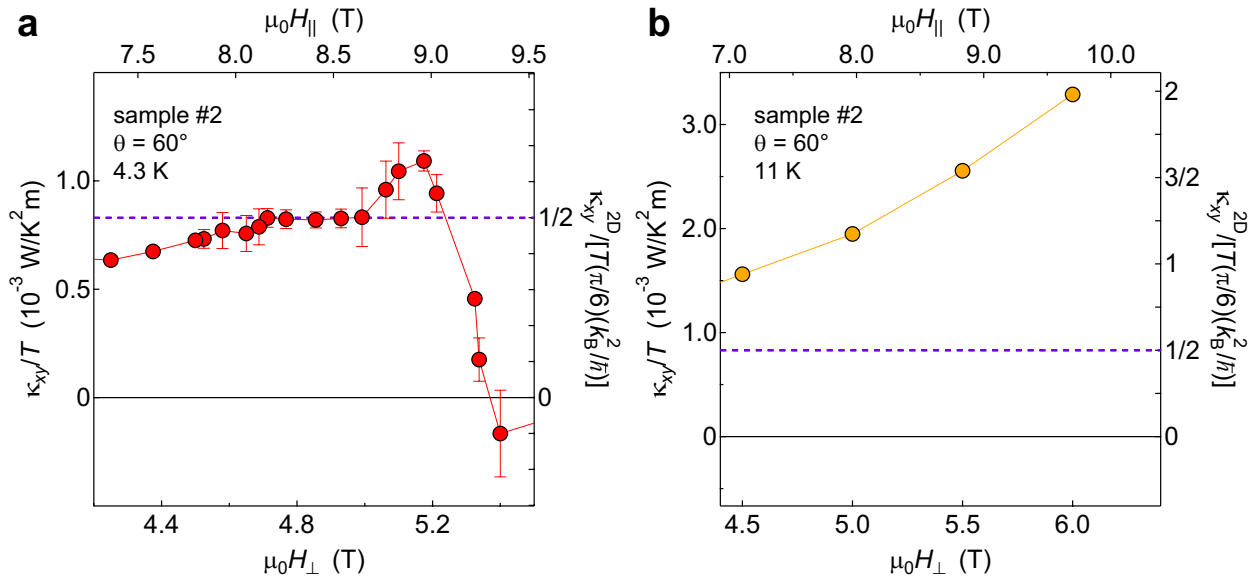 a
μ₀H|| (T)
7.5 8.0 8.5 9.0 9.5
sample #2
θ = 60°
4.3 K
κxy/T (10⁻³ W/K²m)
1.0
0.5
0
1/2
0
κxy²ᴰ/[T(π/6)(kB²/ℏ)]
4.4 4.8 5.2
μ₀H⊥ (T)
b
μ₀H|| (T)
7.0 8.0 9.0 10.0
sample #2
θ = 60°
11 K
κxy/T (10⁻³ W/K²m)
3.0
2.0
1.0
0
2
3/2
1
1/2
0
κxy²ᴰ/[T(π/6)(kB²/ℏ)]
4.5 5.0 5.5 6.0
μ₀H⊥ (T)